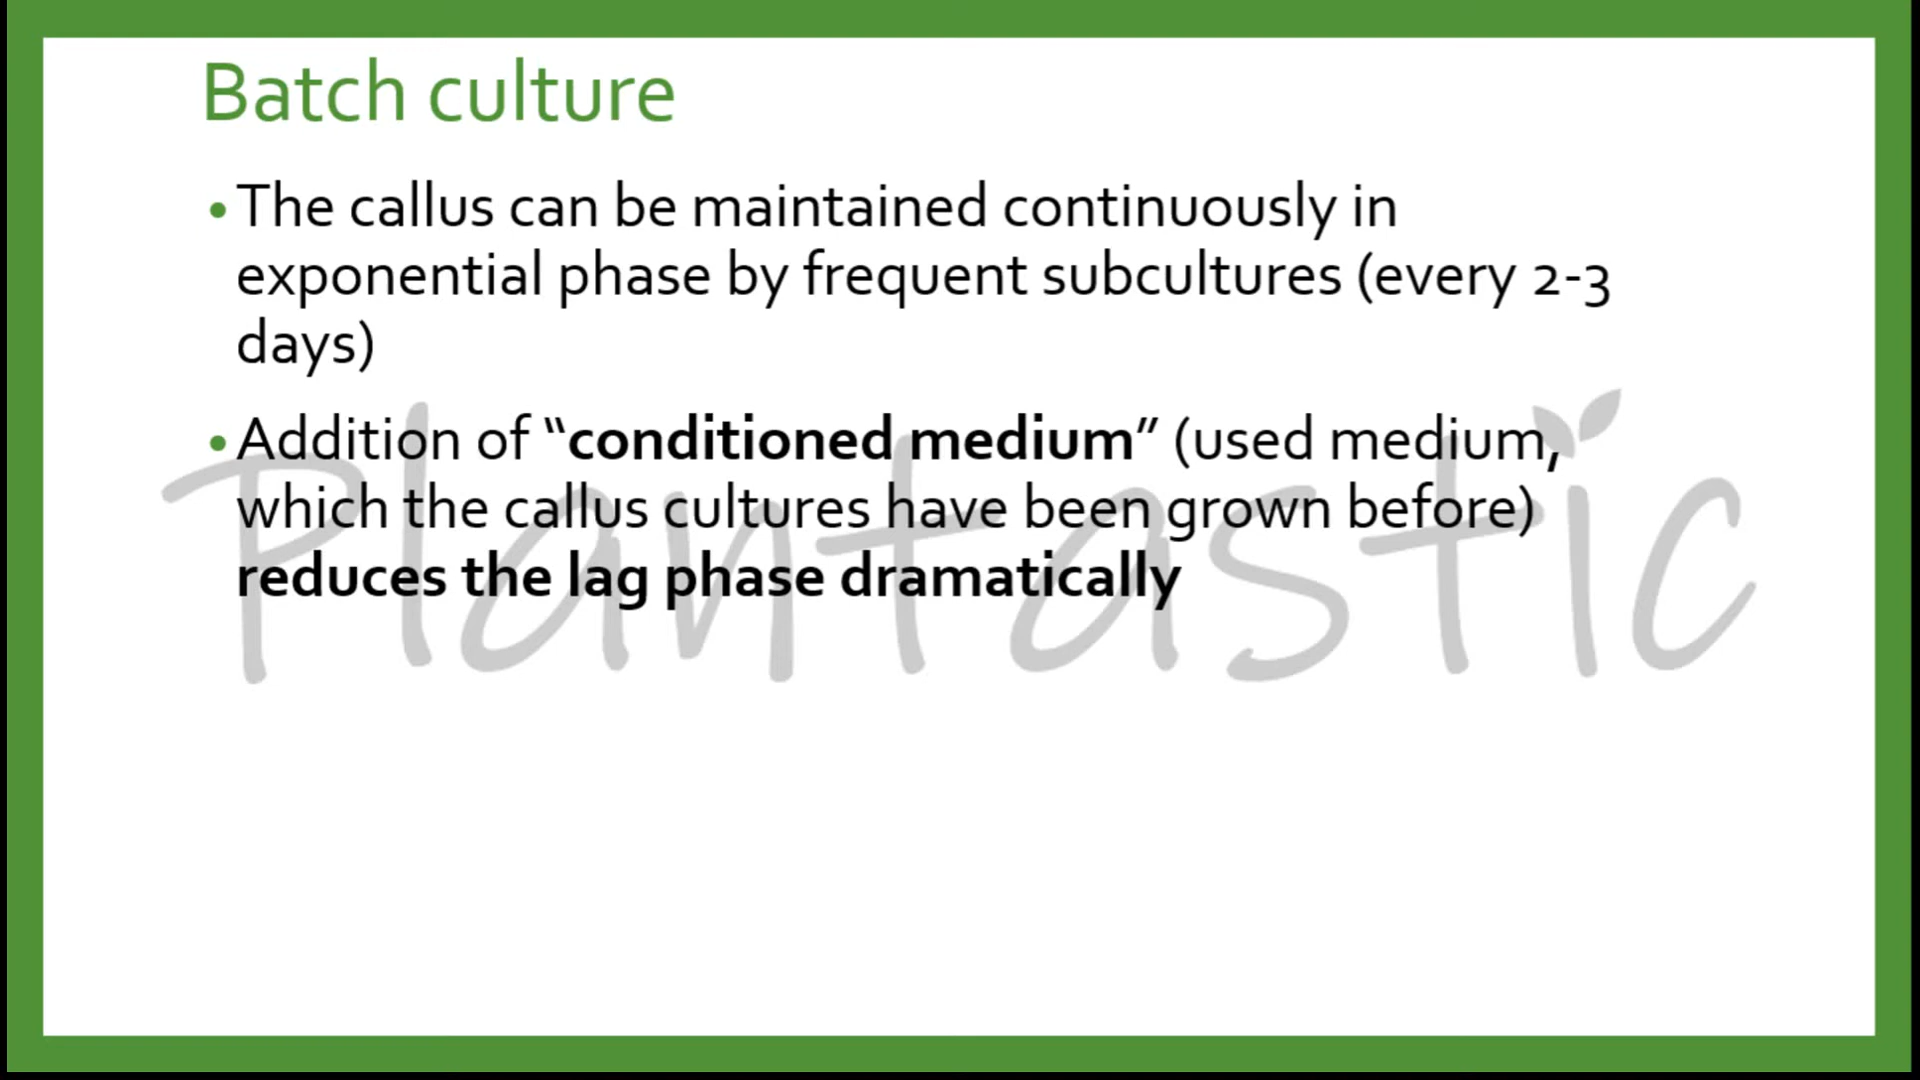 Batch culture
•The callus can be maintained continuously in
exponential phase by frequent subcultures (every 2-3
days)
•Addition of “conditioned medium” (used medium,
which the callus cultures have been grown before)
reduces the lag phase dramatically
Plantastic